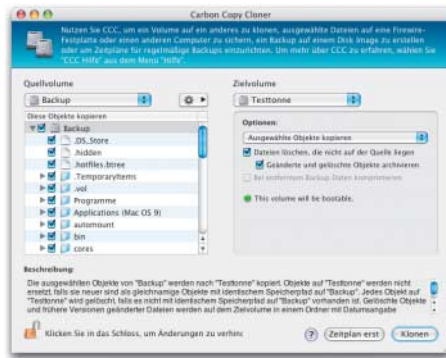 Carbon Copy Cloner
Nutzen Sie CCC, um ein Volume auf ein anderes zu klonen, ausgewählte Dateien auf eine Firewire-
Festplatte oder einen anderen Computer zu sichern, ein Backup auf einem Disk Image zu erstellen
oder um Zeitpläne für regelmäßige Backups einzurichten. Um mehr über CCC zu erfahren, wählen Sie
"CCC Hilfe" aus dem Menü "Hilfe".
Quellvolume
Zielvolume
Backup
Testtonne
Diese Objekte kopieren
Backup
.DS_Store
.hidden
.hotfiles.btree
.TemporaryItems
.vol
Programme
Applications (Mac OS 9)
automount
bin
cores
Optionen:
Ausgewählte Objekte kopieren
Dateien löschen, die nicht auf der Quelle liegen
Geänderte und gelöschte Objekte archivieren
Bei entferntem Backup Daten komprimieren
This volume will be bootable.
Beschreibung:
Die ausgewählten Objekte von "Backup" werden nach "Testtonne" kopiert. Objekte auf "Testtonne" werden nicht
ersetzt, falls sie neuer sind als gleichnamige Objekte mit identischem Speicherpfad auf "Backup". Jedes Objekt auf
"Testtonne" wird gelöscht, falls es nicht mit identischem Speicherpfad auf "Backup" vorhanden ist. Gelöschte Objekte
und frühere Versionen geänderter Dateien werden auf dem Zielvolume in einem Ordner mit Datumsangabe
Klicken Sie in das Schloss, um Änderungen zu verhinc
?
Zeitplan erst
Klonen